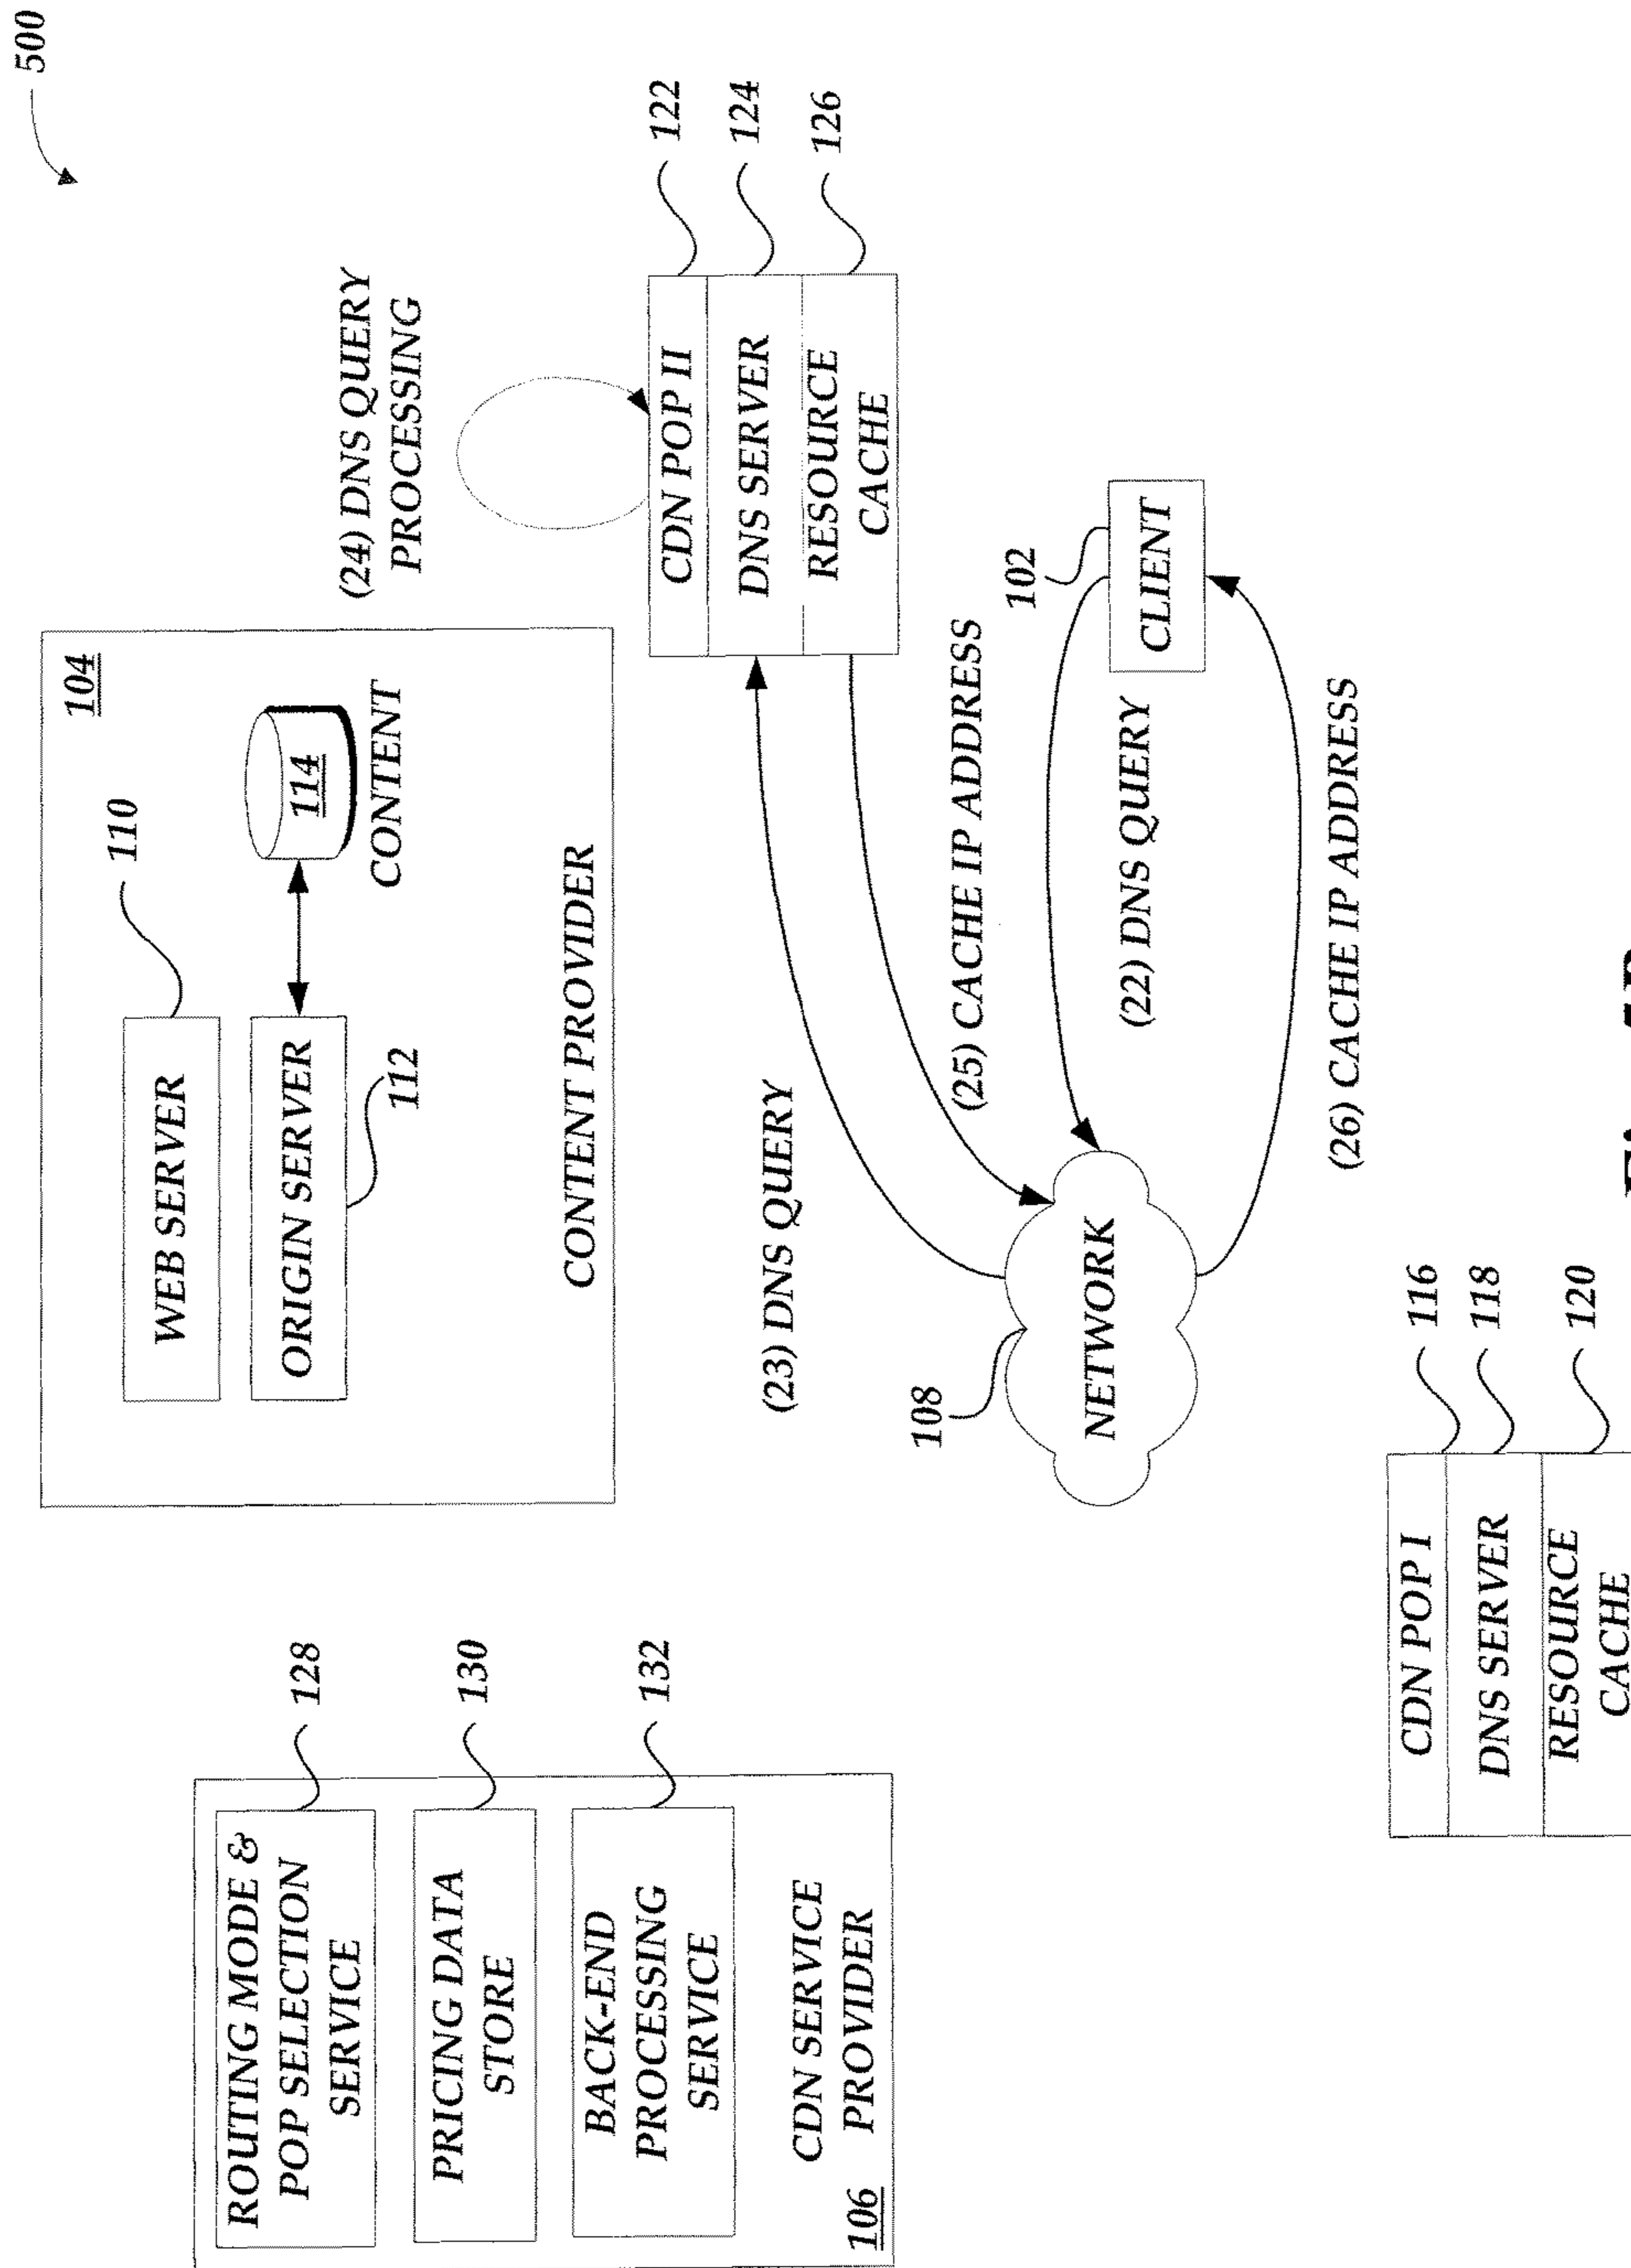 500
ROUTING MODE &
POP SELECTION
SERVICE
128
PRICING DATA
STORE
130
BACK-END
PROCESSING
SERVICE
132
CDN SERVICE
PROVIDER
106
104
WEB SERVER
110
ORIGIN SERVER
112
114
CONTENT
CONTENT PROVIDER
(24) DNS QUERY
PROCESSING
CDN POP II
122
DNS SERVER
124
RESOURCE
CACHE
126
(23) DNS QUERY
(25) CACHE IP ADDRESS
108
NETWORK
102
CLIENT
(22) DNS QUERY
(26) CACHE IP ADDRESS
CDN POP I
116
DNS SERVER
118
RESOURCE
CACHE
120